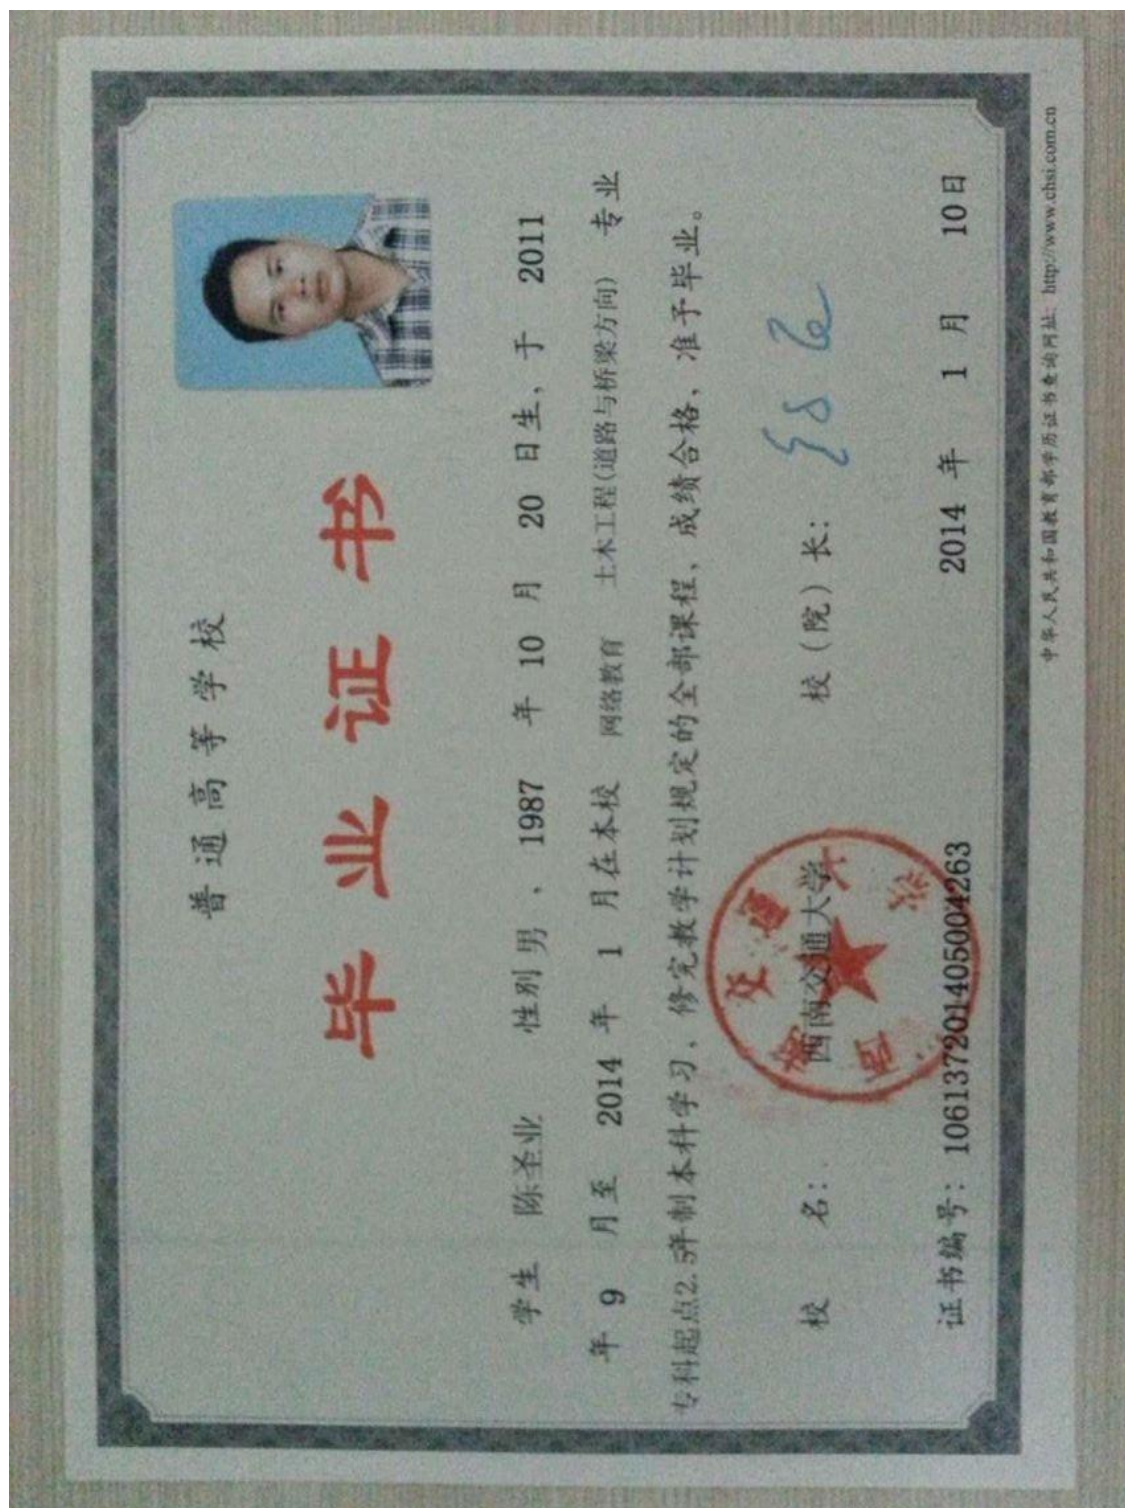 普通高等学校
毕业证书
学生 陈圣业 性别 男 、 1987 年 10 月 20 日生、于 2011
年 9 月至 2014 年 1 月在本校 网络教育 土木工程(道路与桥梁方向) 专业
专科起点2.5年制本科学习、修完教学计划规定的全部课程、成绩合格、准予毕业。
校 名: 西南交通大学 校(院)长:
西南交通大学
证书编号: 106137201405004263 2014 年 1 月 10日
中华人民共和国教育部学历证书查询网址 http://www.chsi.com.cn